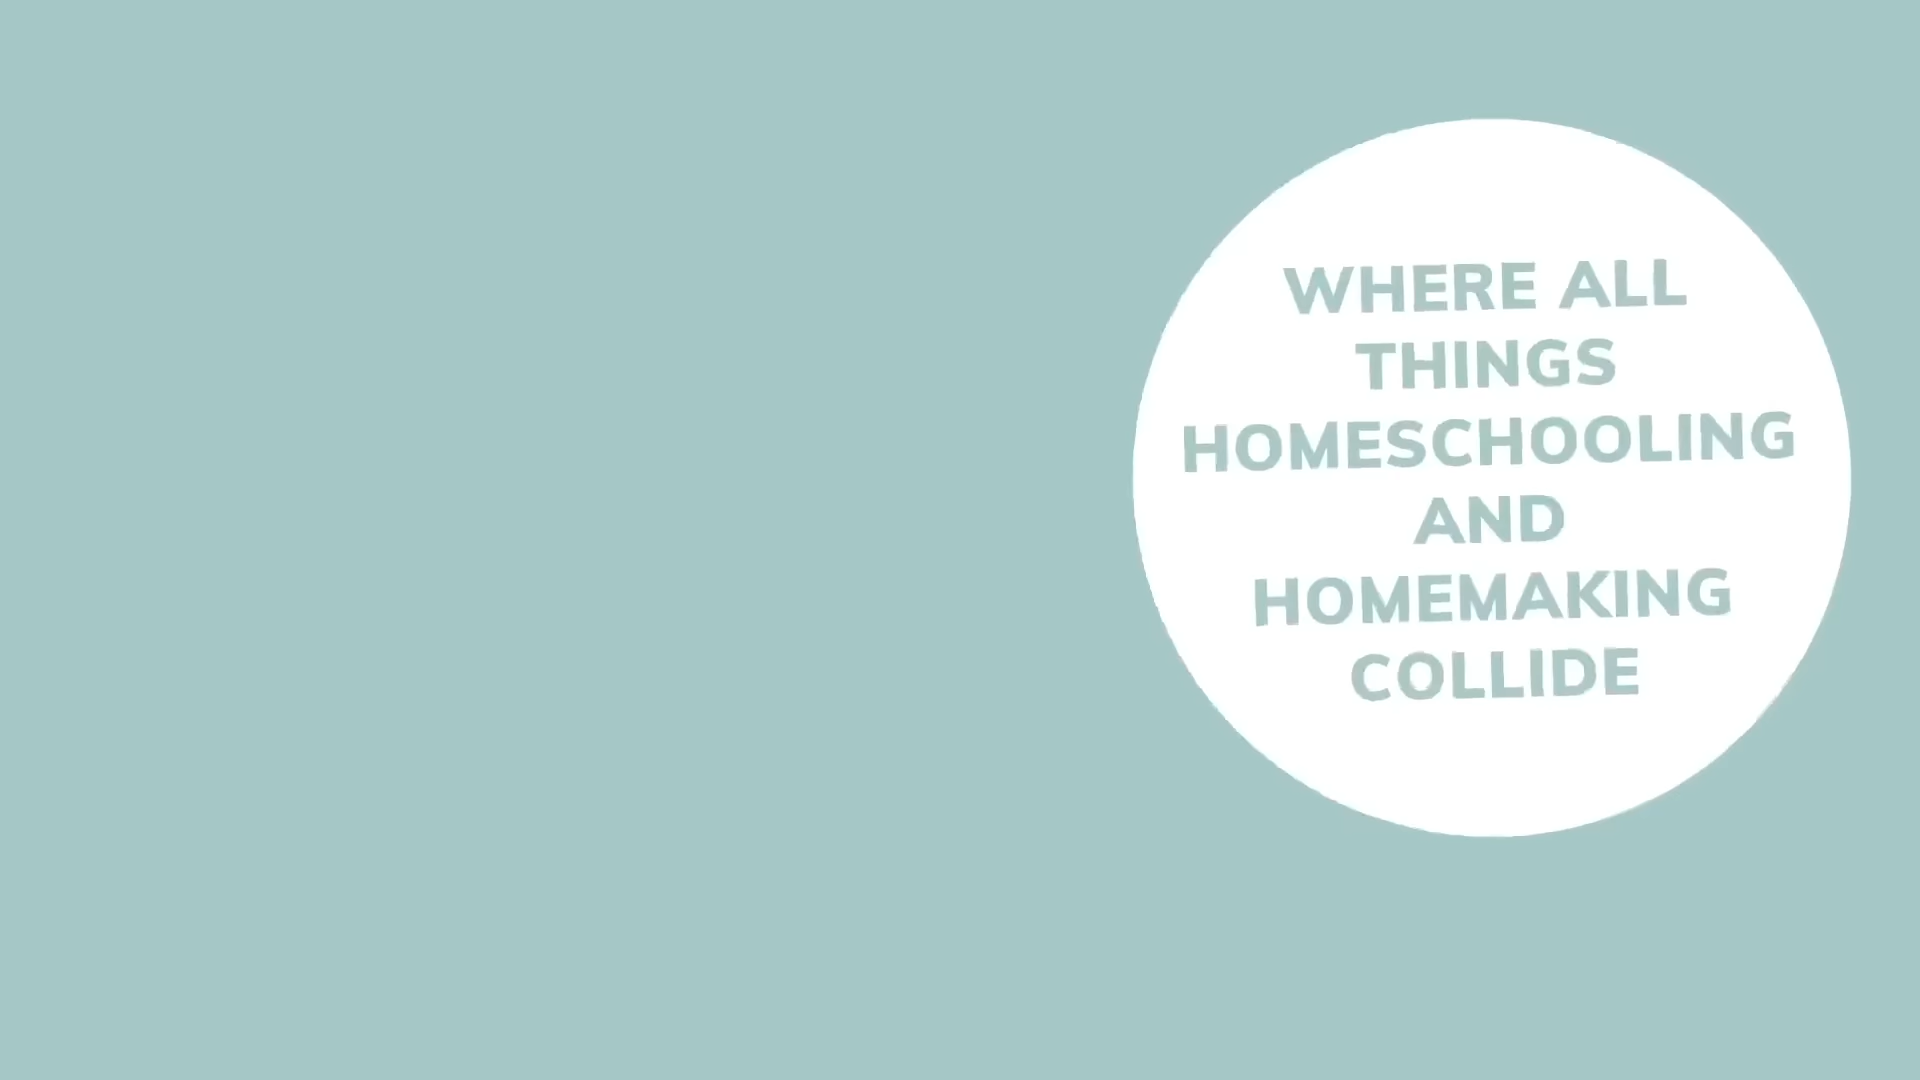 WHERE ALL
THINGS
HOMESCHOOLING
AND
HOMEMAKING
COLLIDE